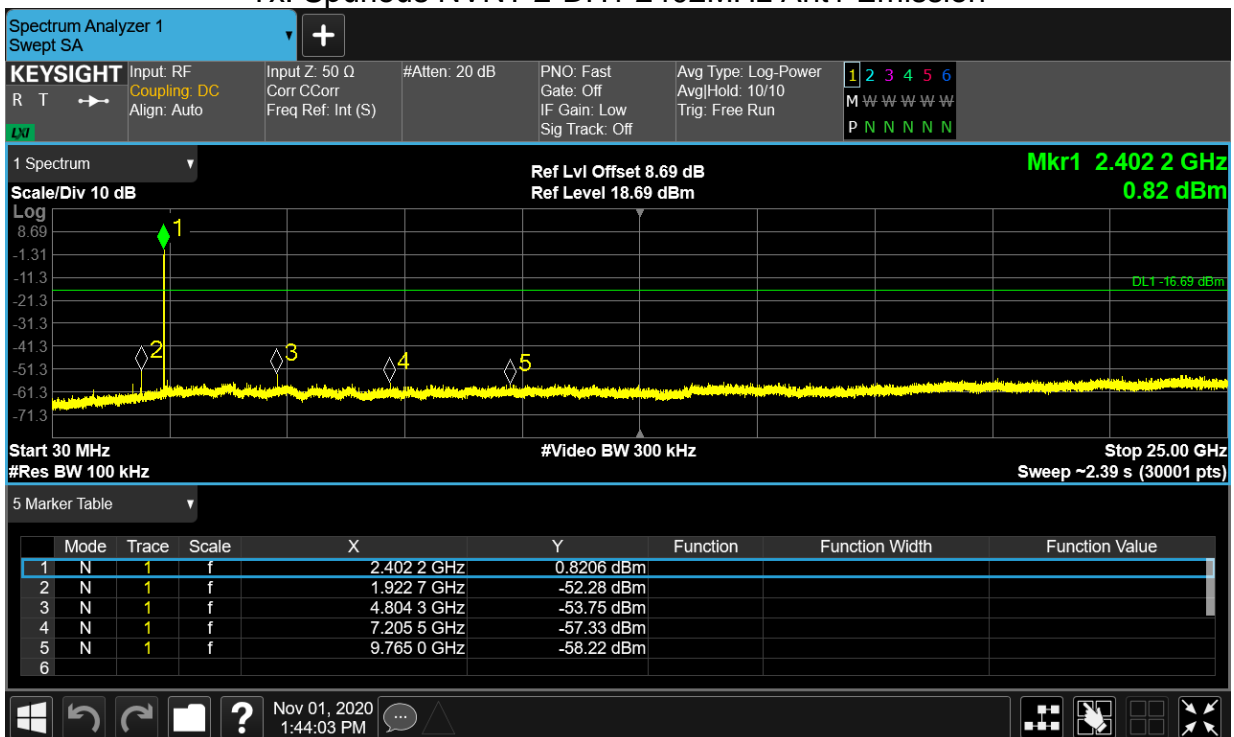 Tx. Spurious NVNT 2-DH1 2402MHz Ant1 Emission
Spectrum Analyzer 1
Swept SA
KEYSIGHT
R T
LXI
Input: RF
Coupling: DC
Align: Auto
Input Z: 50 Ω
Corr CCorr
Freq Ref: Int (S)
#Atten: 20 dB
PNO: Fast
Gate: Off
IF Gain: Low
Sig Track: Off
Avg Type: Log-Power
Avg|Hold: 10/10
Trig: Free Run
1 2 3 4 5 6
M W W W W W
P N N N N N
1 Spectrum
Scale/Div 10 dB
Ref Lvl Offset 8.69 dB
Ref Level 18.69 dBm
Mkr1 2.402 2 GHz
0.82 dBm
Log
8.69
-1.31
-11.3
-21.3
-31.3
-41.3
-51.3
-61.3
-71.3
1
2
3
4
5
DL1 -16.69 dBm
Start 30 MHz
#Res BW 100 kHz
#Video BW 300 kHz
Stop 25.00 GHz
Sweep ~2.39 s (30001 pts)
5 Marker Table
Mode Trace Scale X Y Function Function Width Function Value
1 N 1 f 2.402 2 GHz 0.8206 dBm
2 N 1 f 1.922 7 GHz -52.28 dBm
3 N 1 f 4.804 3 GHz -53.75 dBm
4 N 1 f 7.205 5 GHz -57.33 dBm
5 N 1 f 9.765 0 GHz -58.22 dBm
6
?
Nov 01, 2020
1:44:03 PM